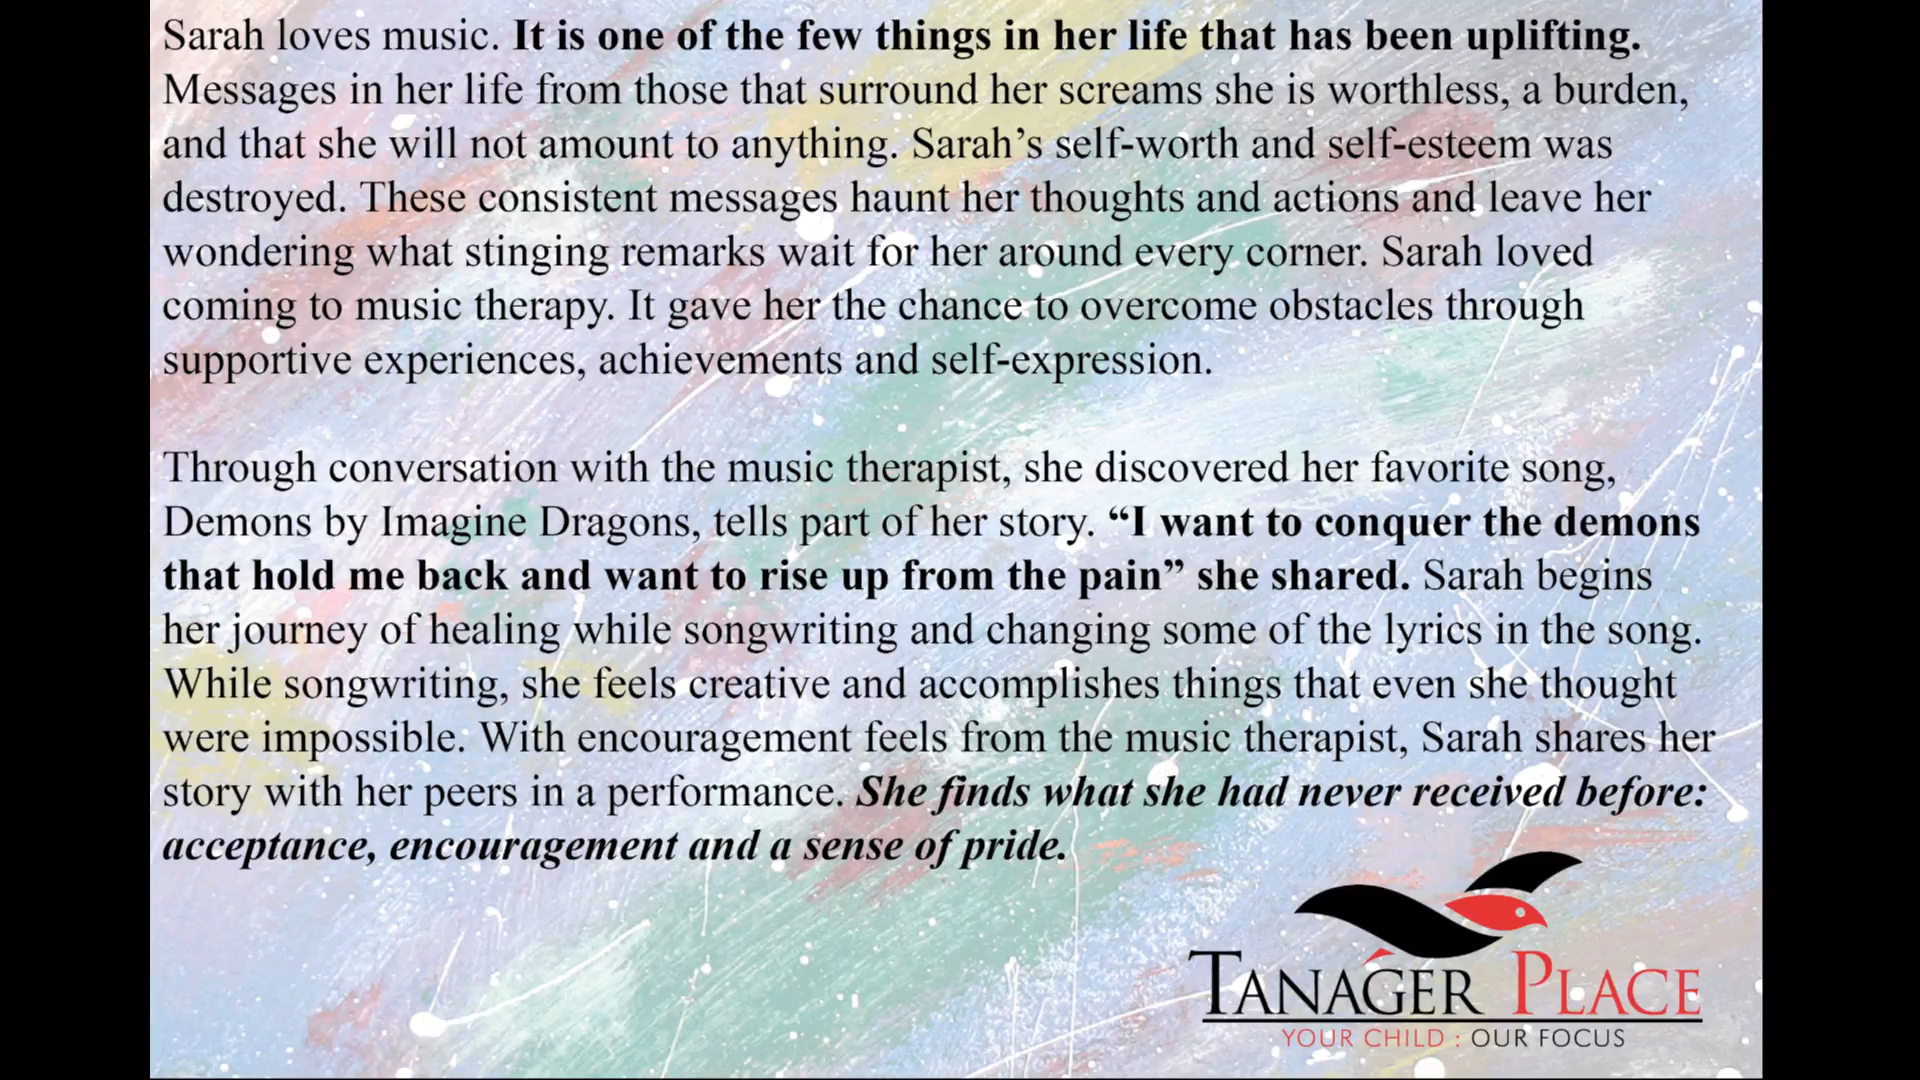 Sarah loves music. It is one of the few things in her life that has been uplifting.
Messages in her life from those that surround her screams she is worthless, a burden,
and that she will not amount to anything. Sarah’s self-worth and self-esteem was
destroyed. These consistent messages haunt her thoughts and actions and leave her
wondering what stinging remarks wait for her around every corner. Sarah loved
coming to music therapy. It gave her the chance to overcome obstacles through
supportive experiences, achievements and self-expression.
Through conversation with the music therapist, she discovered her favorite song,
Demons by Imagine Dragons, tells part of her story. “I want to conquer the demons
that hold me back and want to rise up from the pain” she shared. Sarah begins
her journey of healing while songwriting and changing some of the lyrics in the song.
While songwriting, she feels creative and accomplishes things that even she thought
were impossible. With encouragement feels from the music therapist, Sarah shares her
story with her peers in a performance. She finds what she had never received before:
acceptance, encouragement and a sense of pride.
TANAGER PLACE
YOUR CHILD : OUR FOCUS